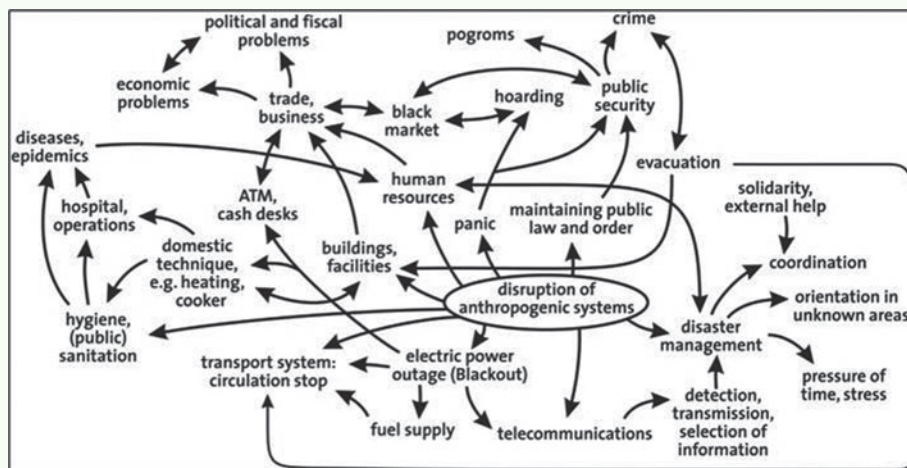 political and fiscal
problems
crime
pogroms
economic
problems
trade,
business
black
market
hoarding
public
security
diseases,
epidemics
evacuation
hospital,
operations
ATM,
cash desks
human
resources
panic
maintaining public
law and order
solidarity,
external help
domestic
technique,
e.g. heating,
cooker
buildings,
facilities
coordination
disruption of
anthropogenic systems
orientation in
unknown areas
hygiene,
(public)
sanitation
disaster
management
transport system:
circulation stop
electric power
outage (Blackout)
pressure of
time, stress
fuel supply
telecommunications
detection,
transmission,
selection of
information